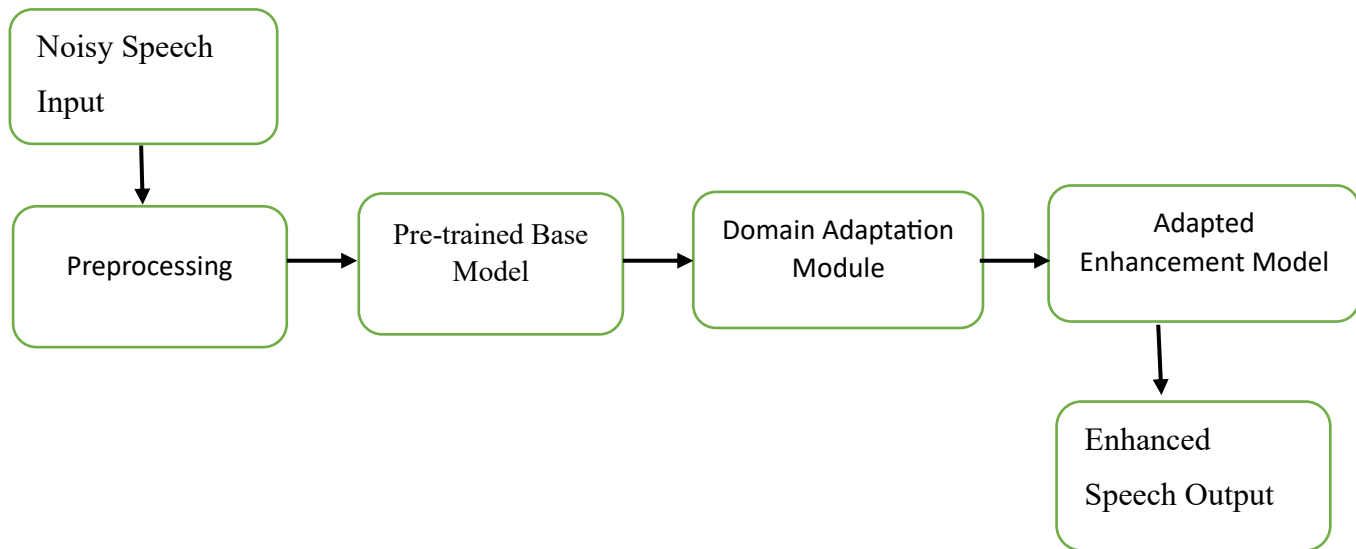 Noisy Speech
Input
Preprocessing
Pre-trained Base
Model
Domain Adaptation
Module
Adapted
Enhancement Model
Enhanced
Speech Output